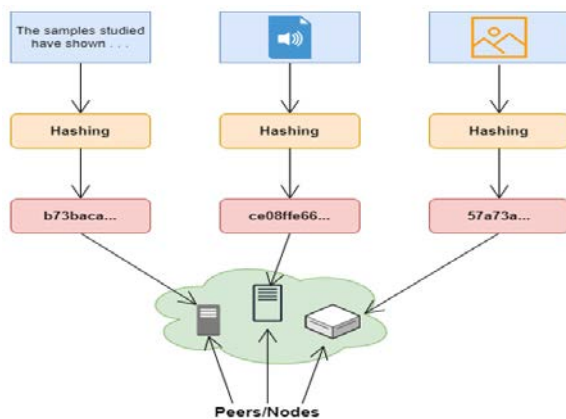 The samples studied
have shown . . .
Hashing
Hashing
Hashing
b73baca...
ce08ffe66...
57a73a...
Peers/Nodes